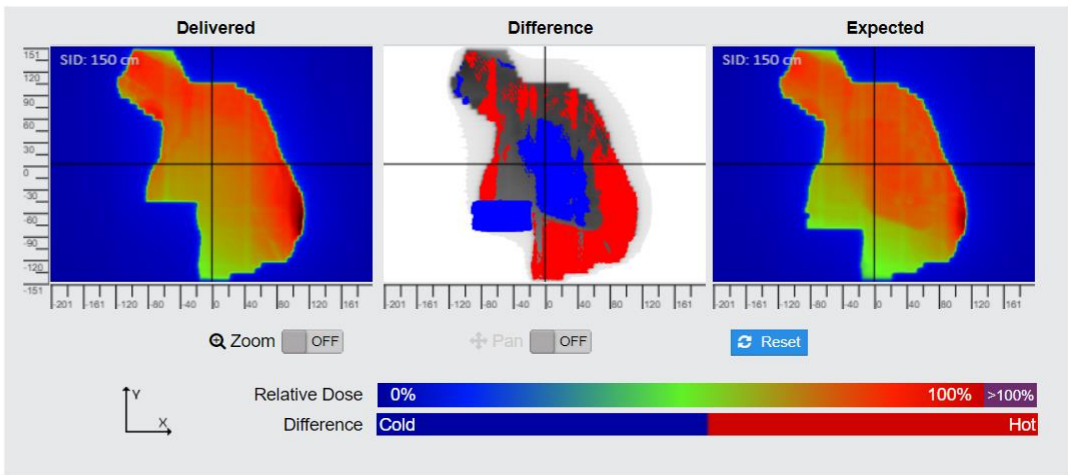 Delivered Difference Expected
SID: 150 cm SID: 150 cm
151
120
90
60
30
0
-30
-60
-90
-120
-151
-201 -161 -120 -80 -40 0 40 80 120 161
-201 -161 -120 -80 -40 0 40 80 120 161
-201 -161 -120 -80 -40 0 40 80 120 161
Zoom OFF Pan OFF Reset
Y
X
Relative Dose 0% 100% >100%
Difference Cold Hot